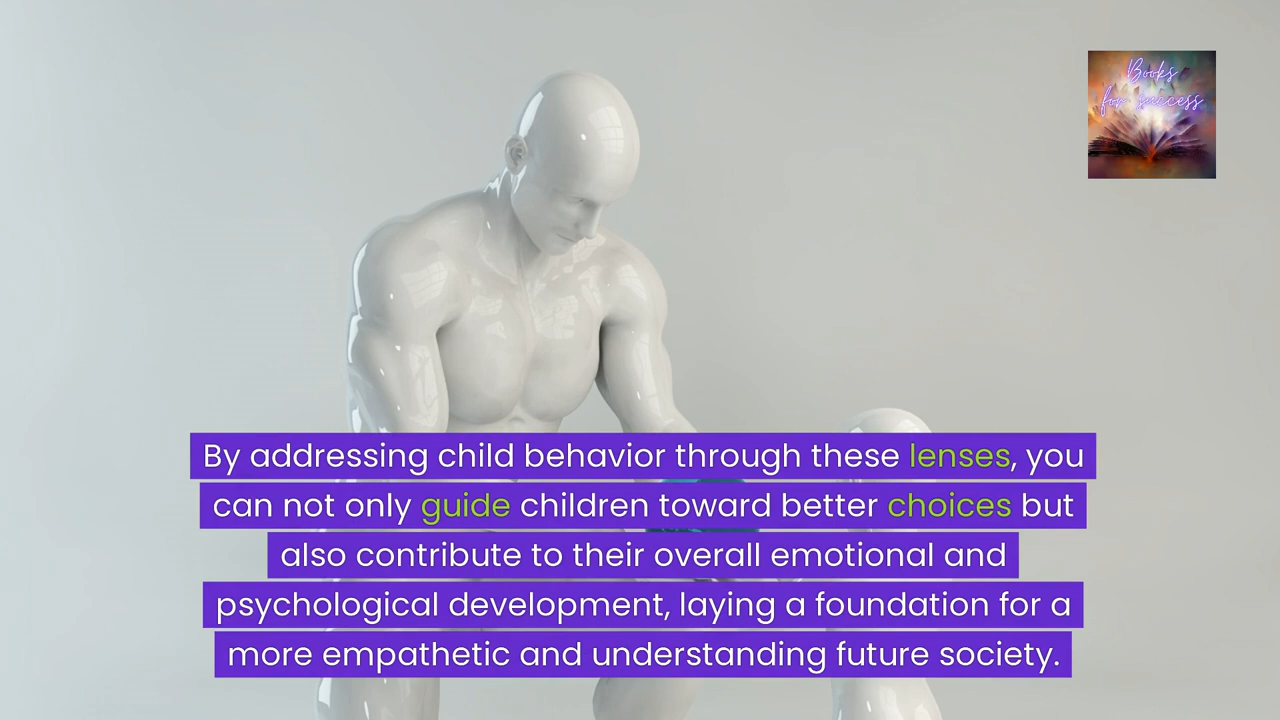 Books
for success
By addressing child behavior through these lenses, you
can not only guide children toward better choices but
also contribute to their overall emotional and
psychological development, laying a foundation for a
more empathetic and understanding future society.